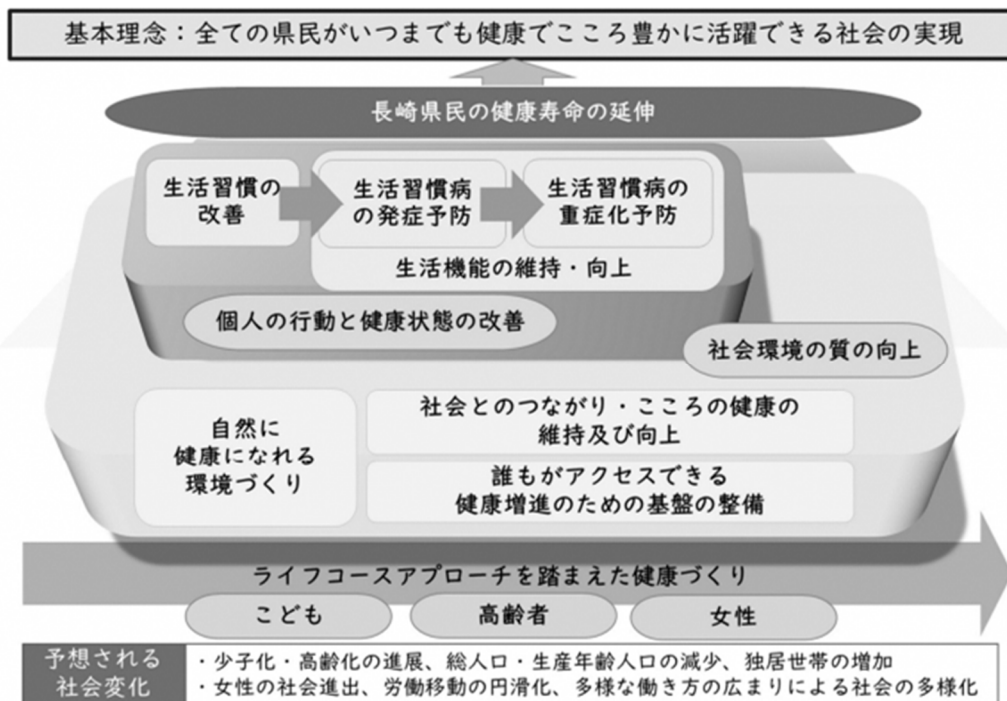 基本理念：全ての県民がいつまでも健康でこころ豊かに活躍できる社会の実現
長崎県民の健康寿命の延伸
生活習慣の
改善
生活習慣病
の発症予防
生活習慣病の
重症化予防
生活機能の維持・向上
個人の行動と健康状態の改善
社会環境の質の向上
自然に
健康になれる
環境づくり
社会とのつながり・こころの健康の
維持及び向上
誰もがアクセスできる
健康増進のための基盤の整備
ライフコースアプローチを踏まえた健康づくり
こども
高齢者
女性
予想される
社会変化
・少子化・高齢化の進展、総人口・生産年齢人口の減少、独居世帯の増加
・女性の社会進出、労働移動の円滑化、多様な働き方の広まりによる社会の多様化